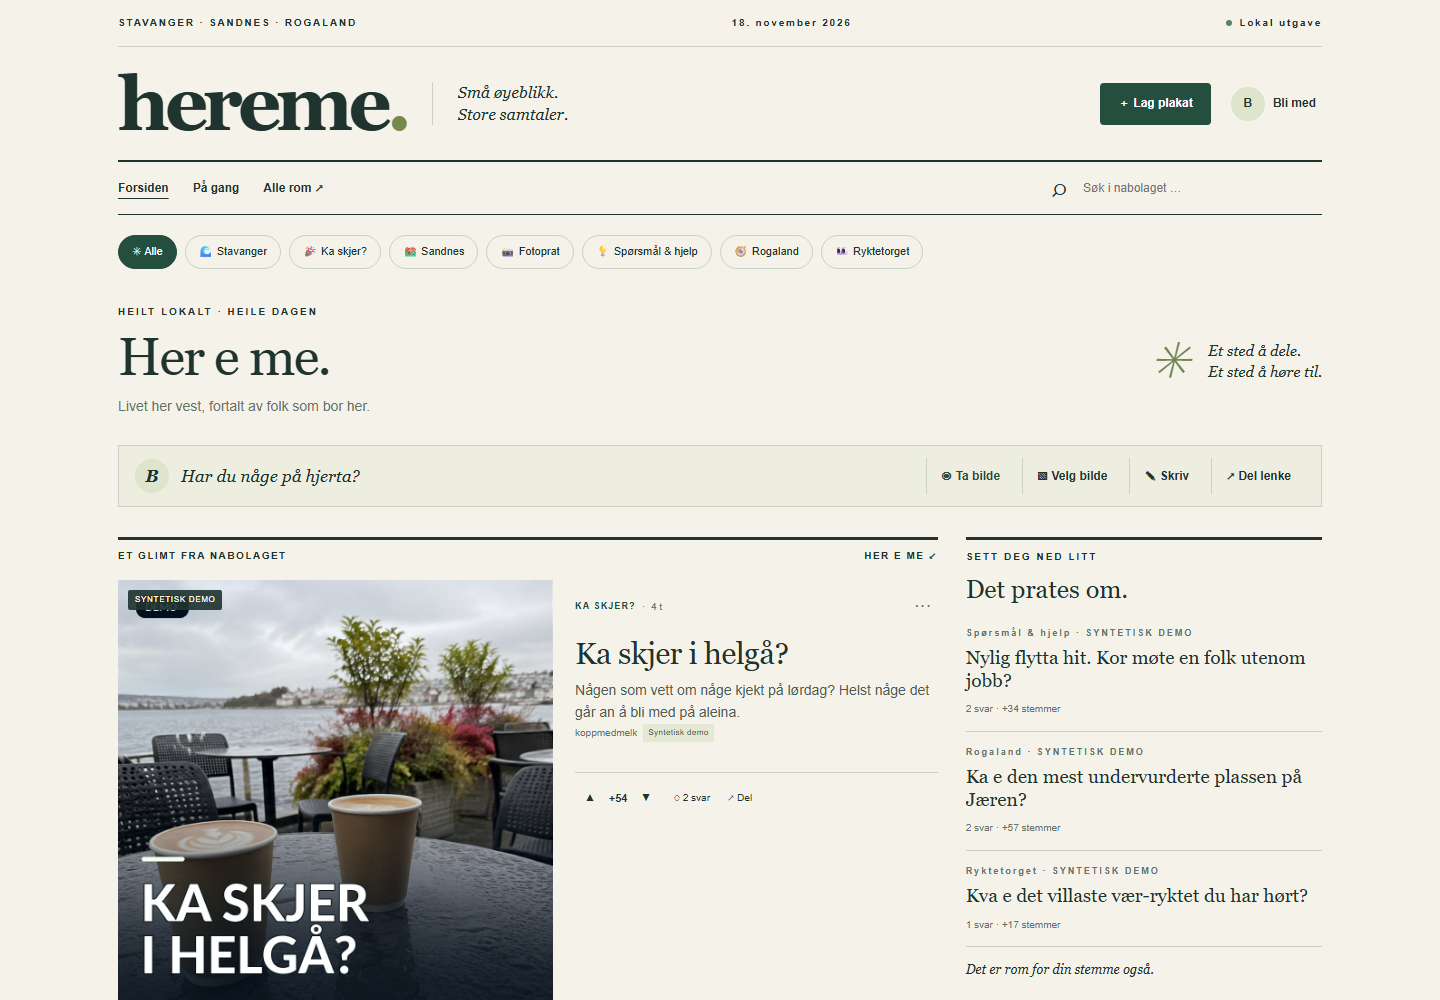 STAVANGER · SANDNES · ROGALAND
18. november 2026
Lokal utgave
hereme.
Små øyeblikk.
Store samtaler.
+ Lag plakat
B
Bli med
Forsiden
På gang
Alle rom ↗
Søk i nabolaget ...
✳ Alle
Stavanger
Ka skjer?
Sandnes
Fotoprat
Spørsmål & hjelp
Rogaland
Ryktetorget
HEILT LOKALT · HEILE DAGEN
Her e me.
Livet her vest, fortalt av folk som bor her.
Et sted å dele.
Et sted å høre til.
B
Har du någe på hjerta?
Ta bilde
Velg bilde
Skriv
↗ Del lenke
ET GLIMT FRA NABOLAGET
HER E ME ↙
SYNTETISK DEMO
DEMO
KA SKJER
I HELGÅ?
KA SKJER? · 4 t
...
Ka skjer i helgå?
Någen som vett om någe kjekt på lørdag? Helst någe det
går an å bli med på aleina.
koppmedmelk Syntetisk demo
▲ +54 ▼ ○ 2 svar ↗ Del
SETT DEG NED LITT
Det prates om.
Spørsmål & hjelp · SYNTETISK DEMO
Nylig flytta hit. Kor møte en folk utenom
jobb?
2 svar · +34 stemmer
Rogaland · SYNTETISK DEMO
Ka e den mest undervurderte plassen på
Jæren?
2 svar · +57 stemmer
Ryktetorget · SYNTETISK DEMO
Kva e det villaste vær-ryktet du har hørt?
1 svar · +17 stemmer
Det er rom for din stemme også.